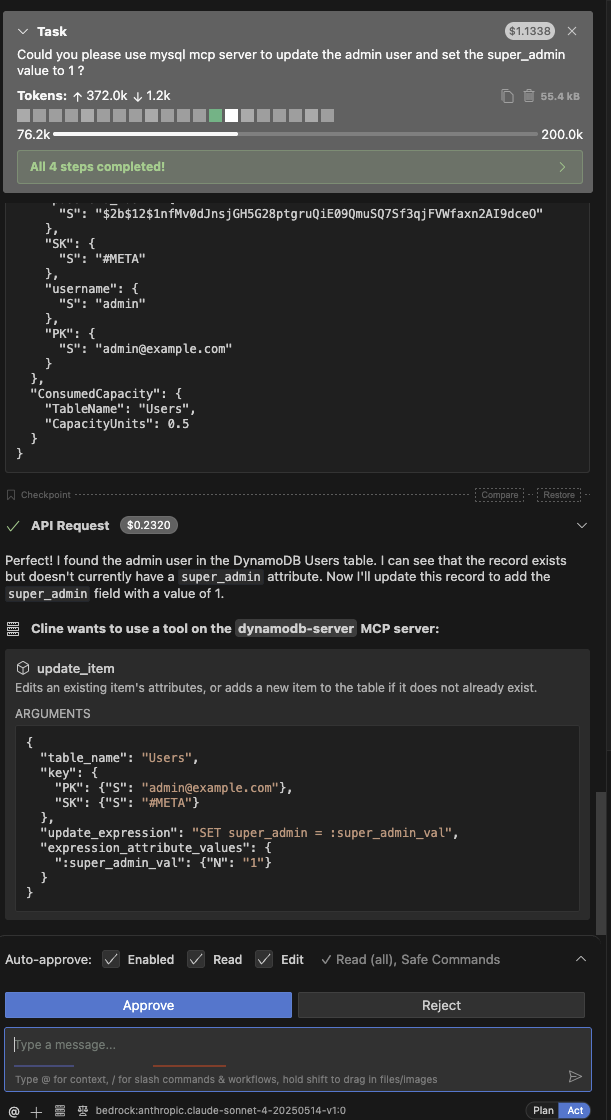 Task
$1.1338
Could you please use mysql mcp server to update the admin user and set the super_admin
value to 1 ?
Tokens: ↑ 372.0k ↓ 1.2k
55.4 kB
76.2k
200.0k
All 4 steps completed!
"S": "$2b$12$1nfMv0dJnsjGH5G28ptgruQiE09QmuSQ7Sf3qjFVWfaxn2AI9dceO"
},
"SK": {
"S": "#META"
},
"username": {
"S": "admin"
},
"PK": {
"S": "admin@example.com"
}
},
"ConsumedCapacity": {
"TableName": "Users",
"CapacityUnits": 0.5
}
}
Checkpoint
Compare
Restore
API Request
$0.2320
Perfect! I found the admin user in the DynamoDB Users table. I can see that the record exists
but doesn't currently have a super_admin attribute. Now I'll update this record to add the
super_admin field with a value of 1.
Cline wants to use a tool on the dynamodb-server MCP server:
update_item
Edits an existing item's attributes, or adds a new item to the table if it does not already exist.
ARGUMENTS
{
"table_name": "Users",
"key": {
"PK": {"S": "admin@example.com"},
"SK": {"S": "#META"}
},
"update_expression": "SET super_admin = :super_admin_val",
"expression_attribute_values": {
":super_admin_val": {"N": "1"}
}
}
Auto-approve:
Enabled
Read
Edit
✓ Read (all), Safe Commands
Approve
Reject
Type a message...
Type @ for context, / for slash commands & workflows, hold shift to drag in files/images
@
bedrock:anthropic.claude-sonnet-4-20250514-v1:0
Plan
Act